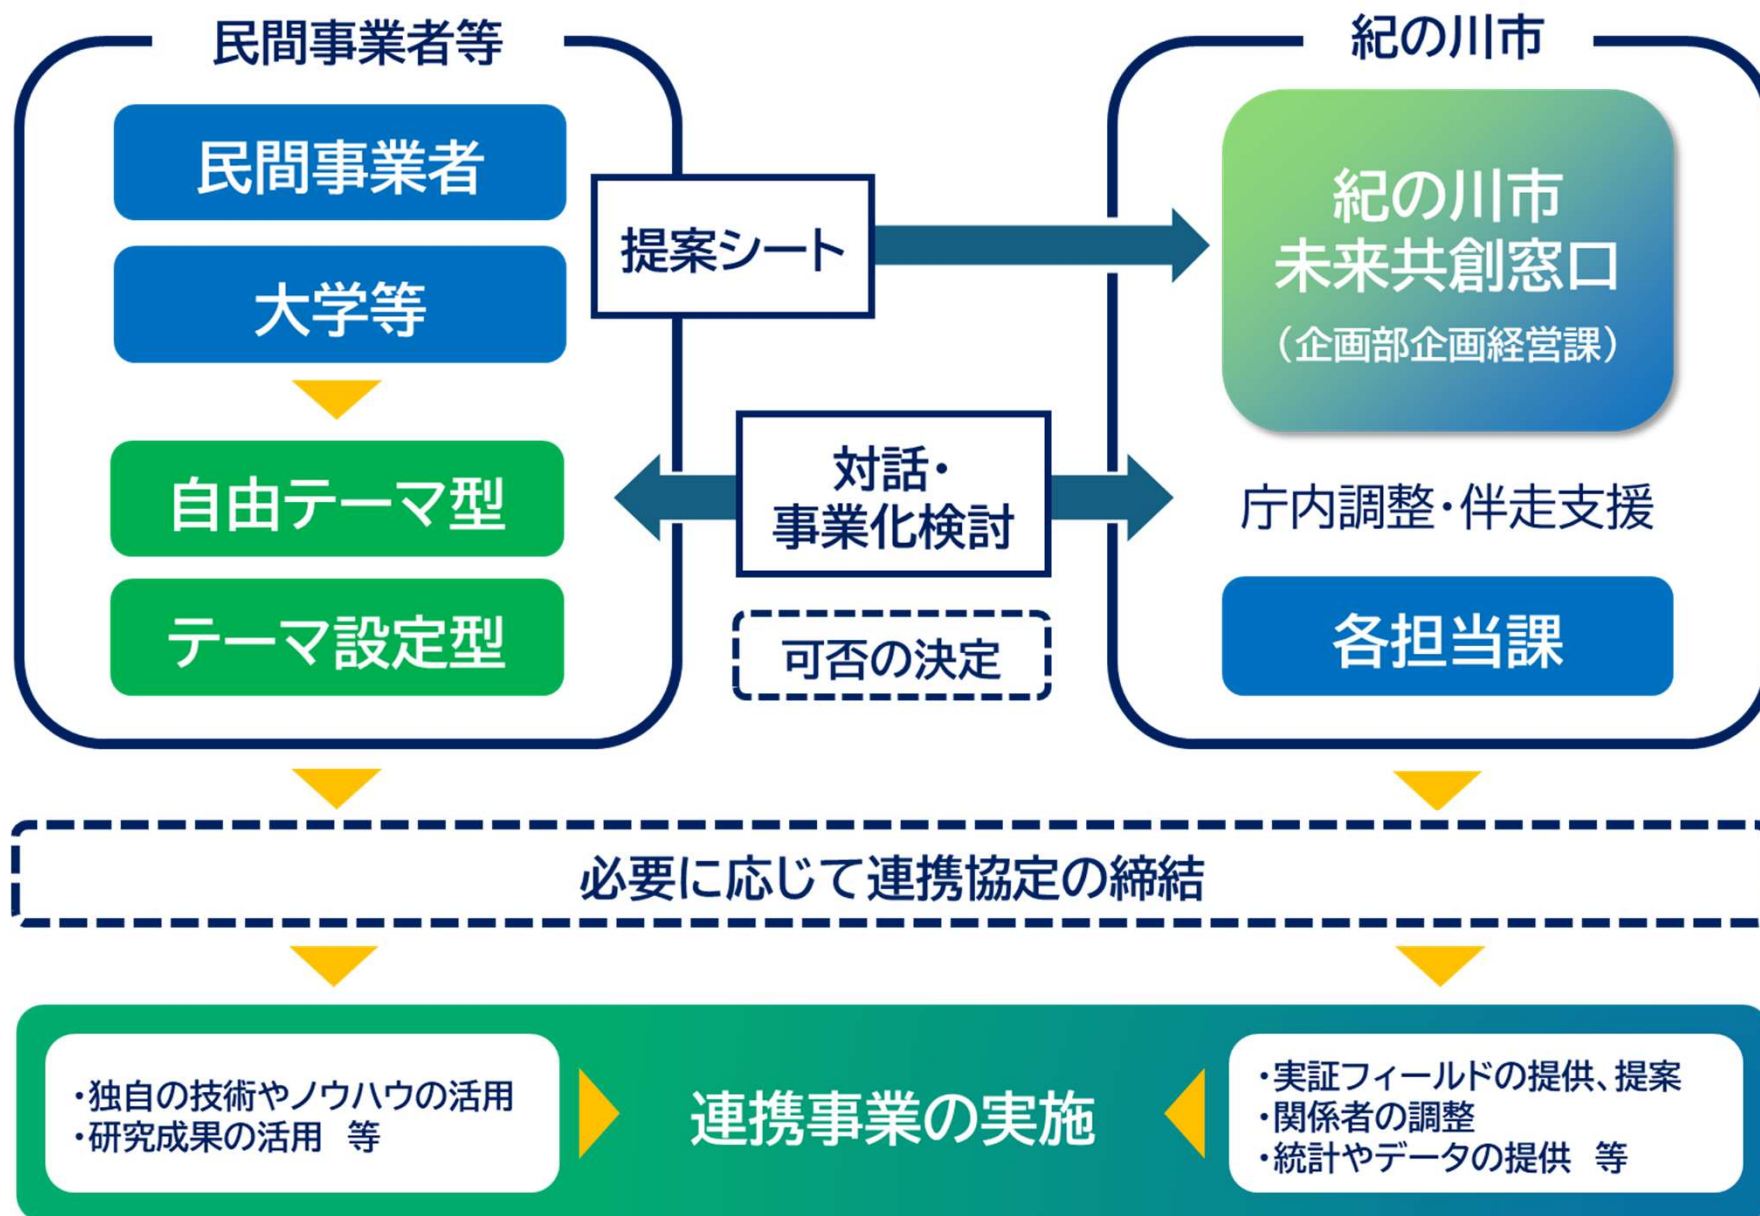 民間事業者等
民間事業者
大学等
自由テーマ型
テーマ設定型
提案シート
対話・
事業化検討
可否の決定
紀の川市
紀の川市
未来共創窓口
（企画部企画経営課）
庁内調整・伴走支援
各担当課
必要に応じて連携協定の締結
・独自の技術やノウハウの活用
・研究成果の活用　等
連携事業の実施
・実証フィールドの提供、提案
・関係者の調整
・統計やデータの提供　等